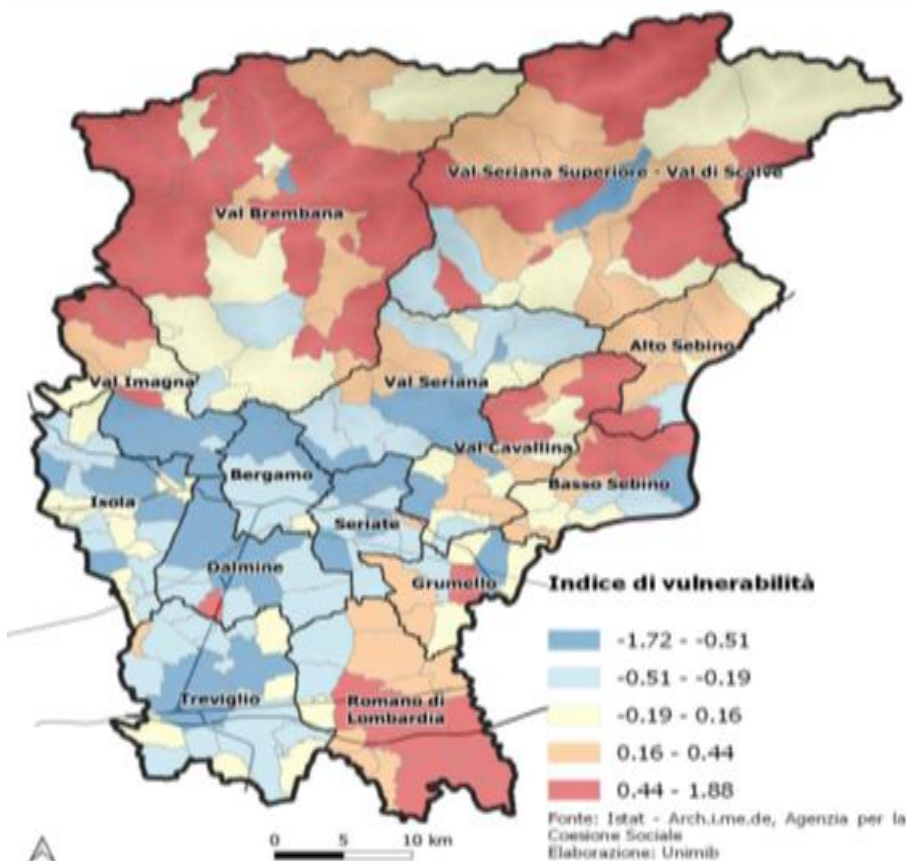 Val Seriana Superiore - Val di Scalve
Val Brembana
Alto Sebino
Val Imagna
Val Seriana
Val Cavallina
Bergamo
Basso Sebino
Isola
Seriate
Dalmine
Grumello
Indice di vulnerabilità
-1.72 - -0.51
-0.51 - -0.19
-0.19 - 0.16
0.16 - 0.44
0.44 - 1.88
Treviglio
Romano di
Lombardia
Fonte: Istat - Arch.i.me.de, Agenzia per la
Coesione Sociale
Elaborazione: Unimib
0 5 10 km